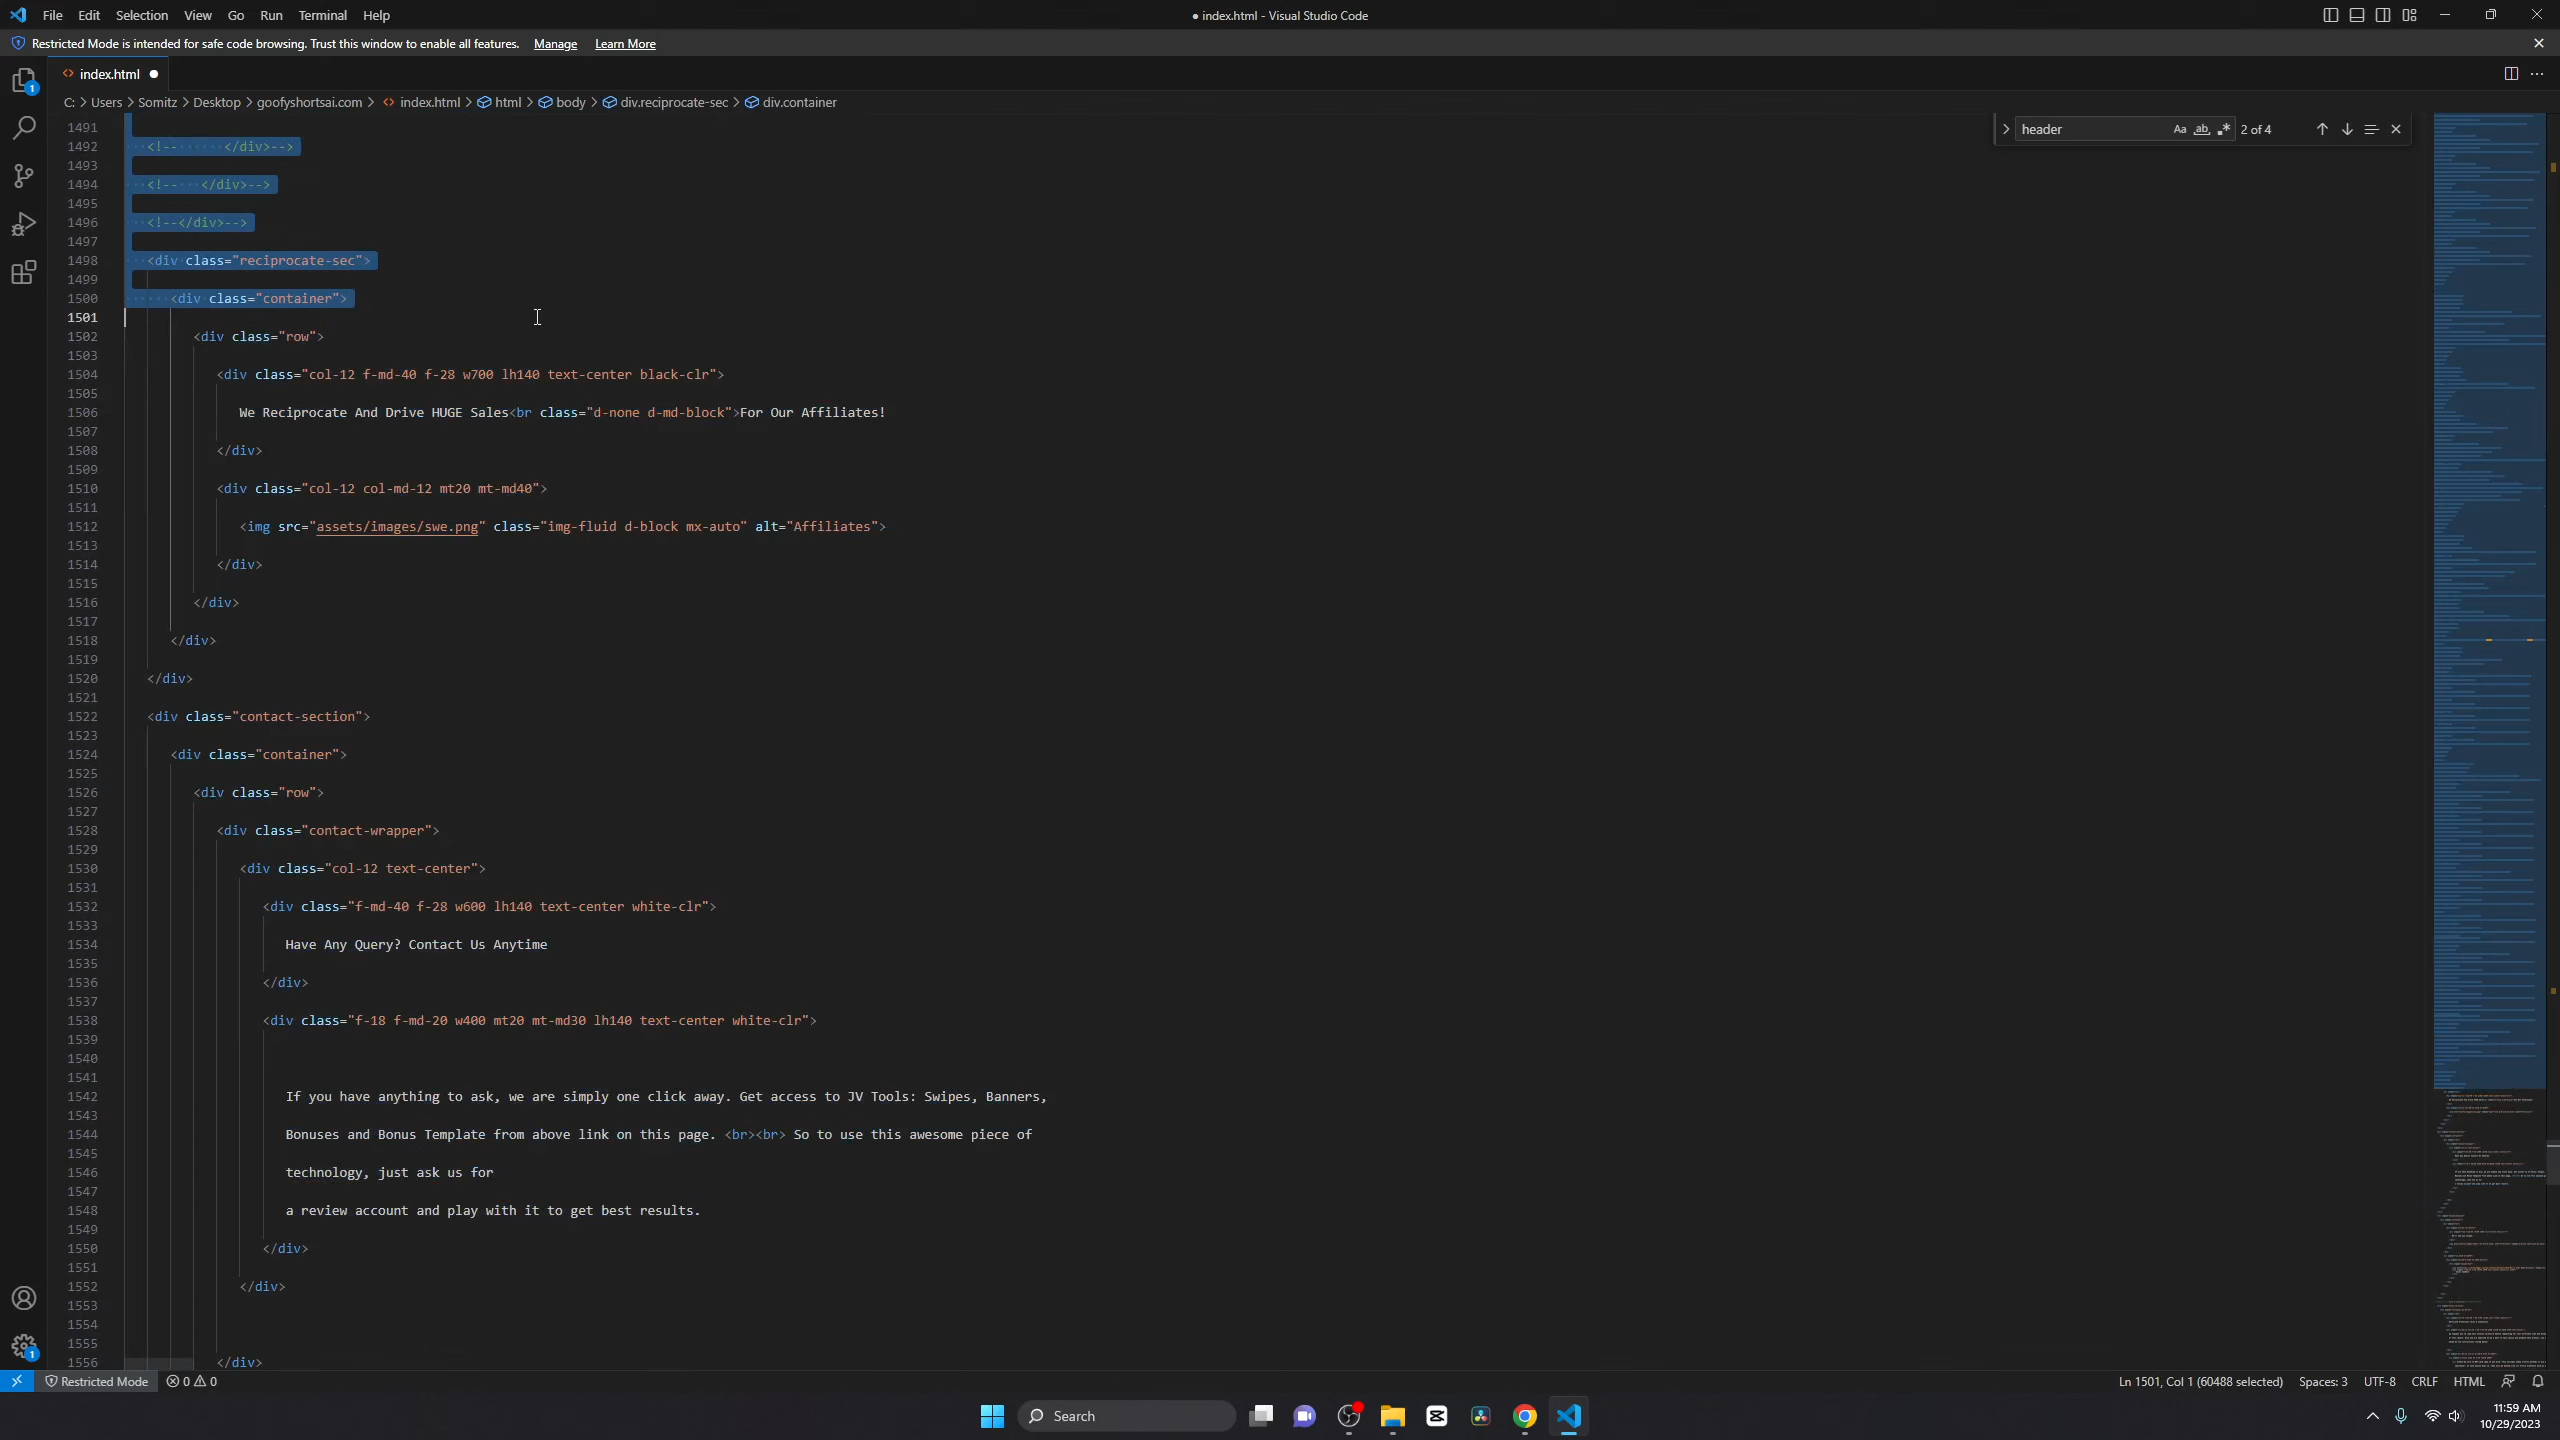 File Edit Selection View Go Run Terminal Help
● index.html - Visual Studio Code
Restricted Mode is intended for safe code browsing. Trust this window to enable all features. Manage Learn More
index.html
C: > Users > Somitz > Desktop > goofyshortsai.com > index.html > html > body > div.reciprocate-sec > div.container
header Aa ab 2 of 4
1491
1492 <!-- </div>-->
1493
1494 <!-- </div>-->
1495
1496 <!--</div>-->
1497
1498 <div class="reciprocate-sec">
1499
1500 <div class="container">
1501
1502 <div class="row">
1503
1504 <div class="col-12 f-md-40 f-28 w700 lh140 text-center black-clr">
1505
1506 We Reciprocate And Drive HUGE Sales<br class="d-none d-md-block">For Our Affiliates!
1507
1508 </div>
1509
1510 <div class="col-12 col-md-12 mt20 mt-md40">
1511
1512 <img src="assets/images/swe.png" class="img-fluid d-block mx-auto" alt="Affiliates">
1513
1514 </div>
1515
1516 </div>
1517
1518 </div>
1519
1520 </div>
1521
1522 <div class="contact-section">
1523
1524 <div class="container">
1525
1526 <div class="row">
1527
1528 <div class="contact-wrapper">
1529
1530 <div class="col-12 text-center">
1531
1532 <div class="f-md-40 f-28 w600 lh140 text-center white-clr">
1533
1534 Have Any Query? Contact Us Anytime
1535
1536 </div>
1537
1538 <div class="f-18 f-md-20 w400 mt20 mt-md30 lh140 text-center white-clr">
1539
1540
1541
1542 If you have anything to ask, we are simply one click away. Get access to JV Tools: Swipes, Banners,
1543
1544 Bonuses and Bonus Template from above link on this page. <br><br> So to use this awesome piece of
1545
1546 technology, just ask us for
1547
1548 a review account and play with it to get best results.
1549
1550 </div>
1551
1552 </div>
1553
1554
1555
1556 </div>
Restricted Mode 0 0
Ln 1501, Col 1 (60488 selected) Spaces: 3 UTF-8 CRLF HTML
Search
11:59 AM
10/29/2023